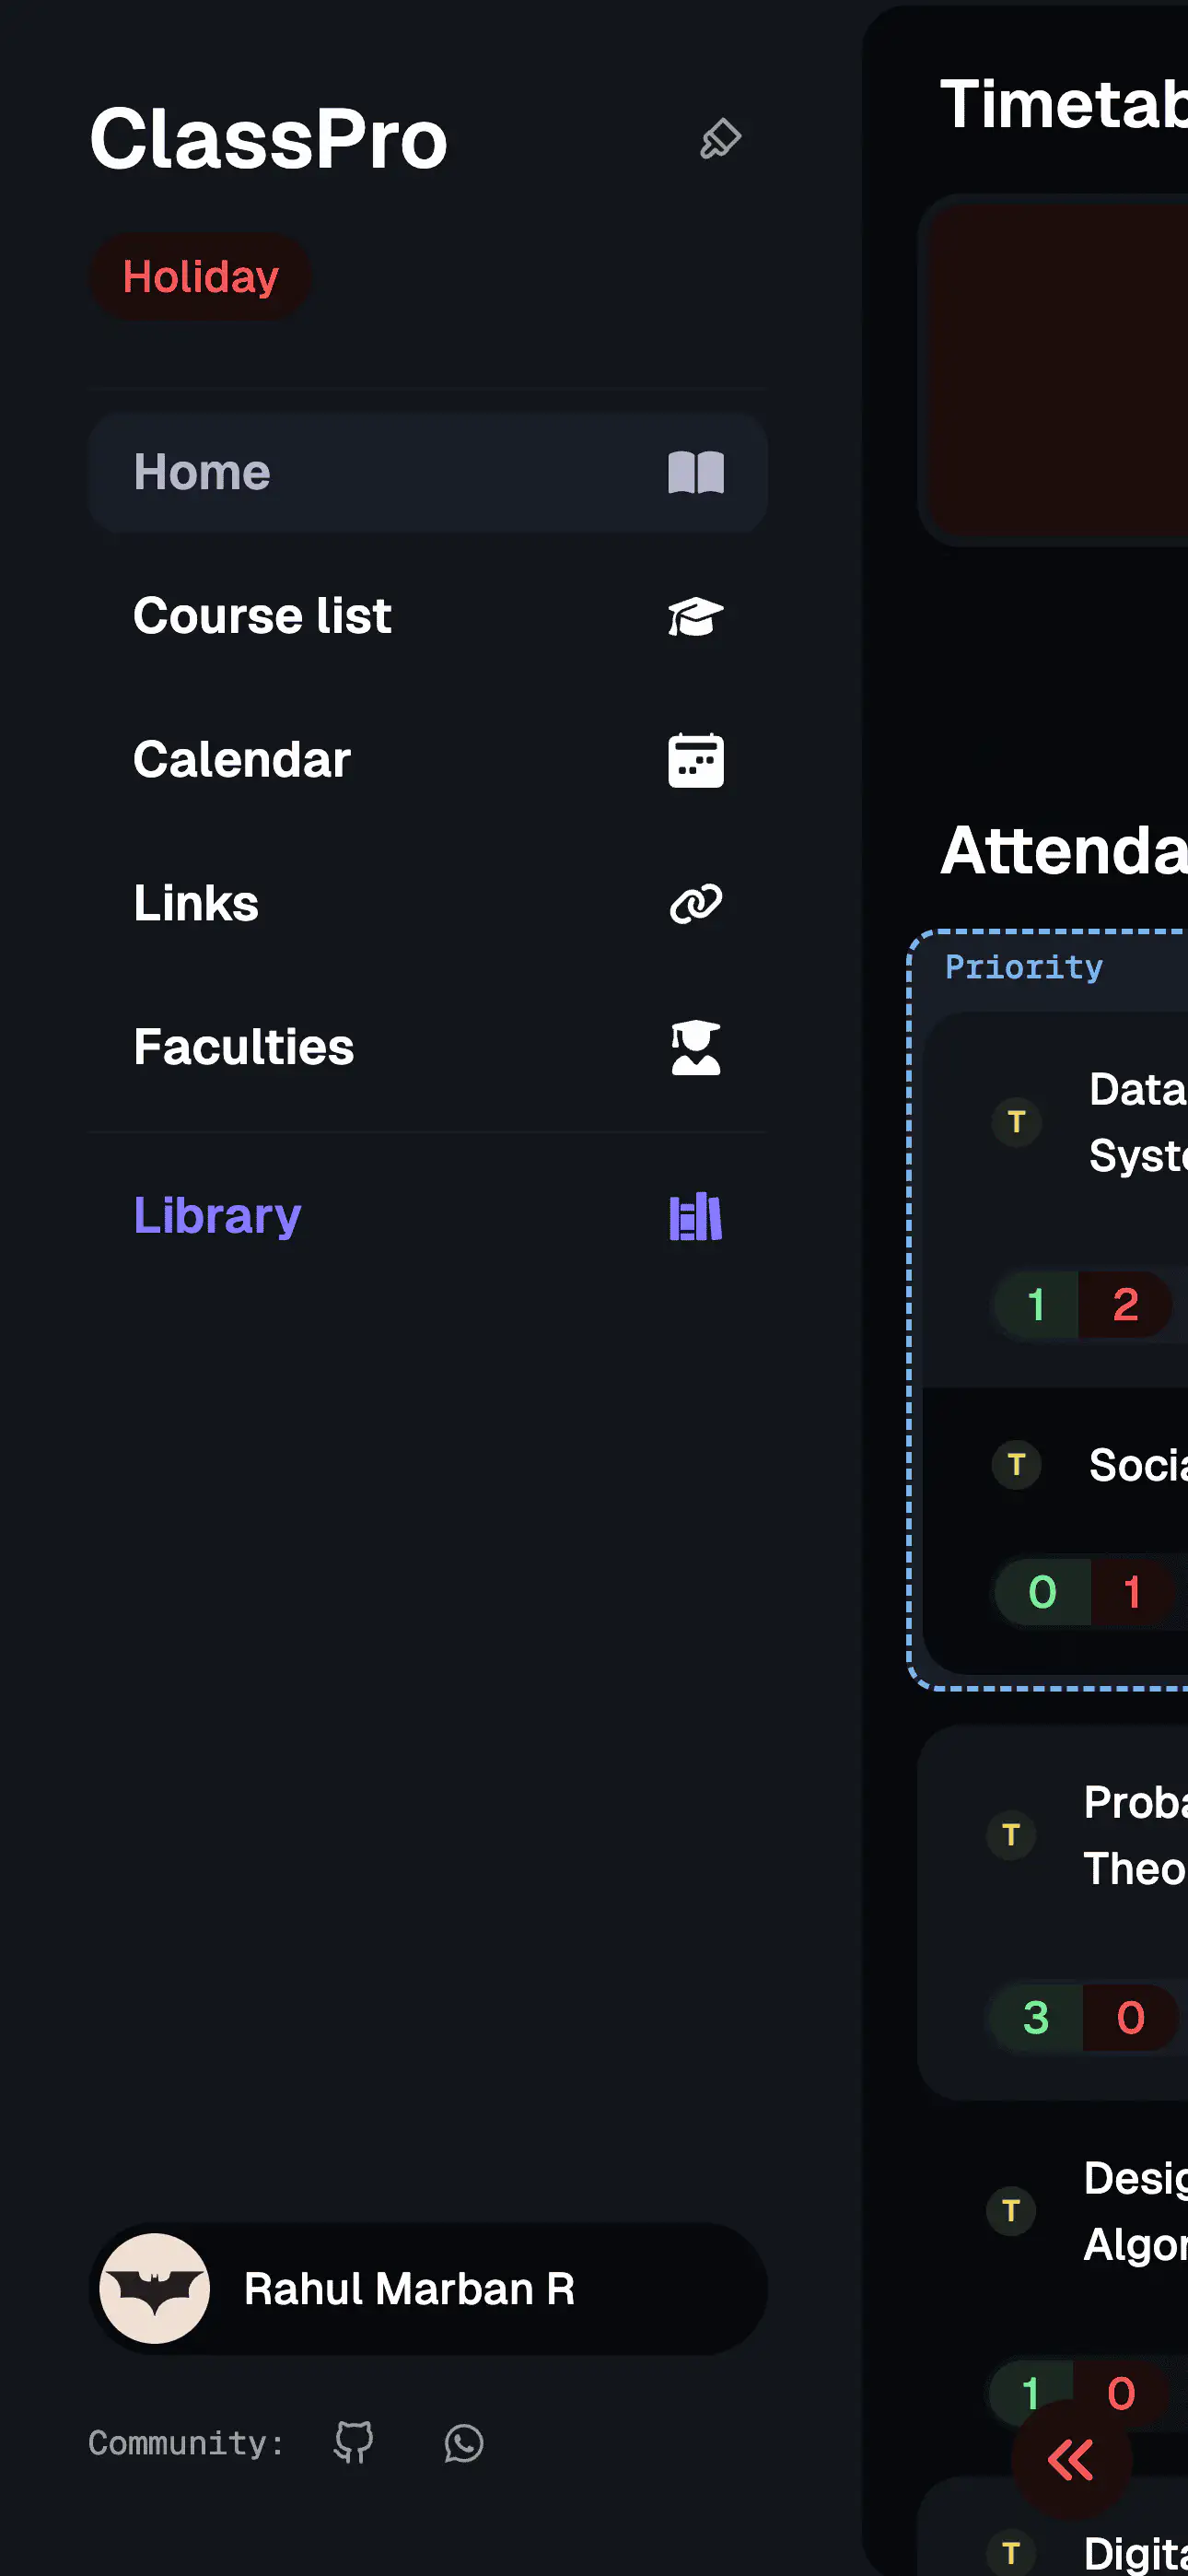 ClassPro
Holiday
Home
Course list
Calendar
Links
Faculties
Library
Rahul Marban R
Community:
Timetab
Attenda
Priority
T
Data
Syste
1 2
T
Socia
0 1
T
Proba
Theo
3 0
T
Desig
Algor
1 0
T
Digita